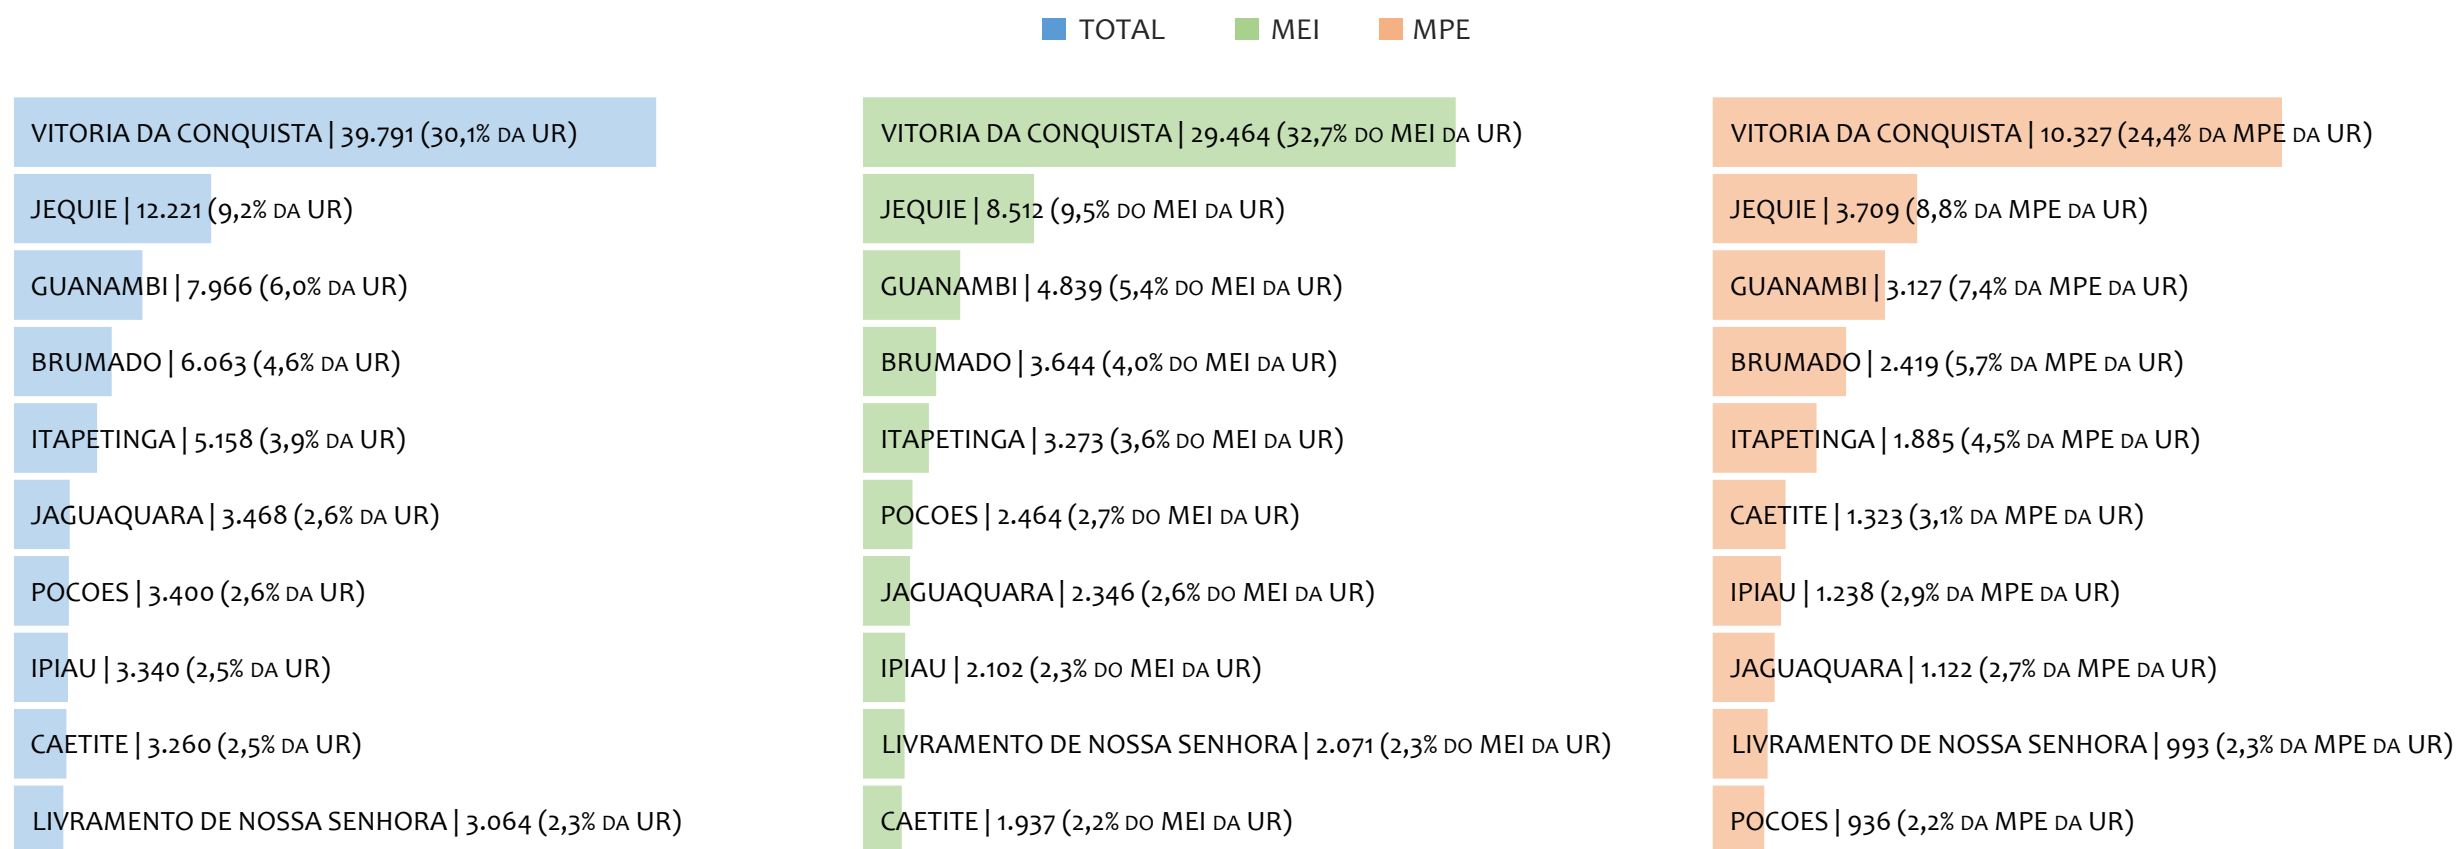 TOTAL MEI MPE
VITORIA DA CONQUISTA | 39.791 (30,1% DA UR)
JEQUIE | 12.221 (9,2% DA UR)
GUANAMBI | 7.966 (6,0% DA UR)
BRUMADO | 6.063 (4,6% DA UR)
ITAPETINGA | 5.158 (3,9% DA UR)
JAGUAQUARA | 3.468 (2,6% DA UR)
POCOES | 3.400 (2,6% DA UR)
IPIAU | 3.340 (2,5% DA UR)
CAETITE | 3.260 (2,5% DA UR)
LIVRAMENTO DE NOSSA SENHORA | 3.064 (2,3% DA UR)
VITORIA DA CONQUISTA | 29.464 (32,7% DO MEI DA UR)
JEQUIE | 8.512 (9,5% DO MEI DA UR)
GUANAMBI | 4.839 (5,4% DO MEI DA UR)
BRUMADO | 3.644 (4,0% DO MEI DA UR)
ITAPETINGA | 3.273 (3,6% DO MEI DA UR)
POCOES | 2.464 (2,7% DO MEI DA UR)
JAGUAQUARA | 2.346 (2,6% DO MEI DA UR)
IPIAU | 2.102 (2,3% DO MEI DA UR)
LIVRAMENTO DE NOSSA SENHORA | 2.071 (2,3% DO MEI DA UR)
CAETITE | 1.937 (2,2% DO MEI DA UR)
VITORIA DA CONQUISTA | 10.327 (24,4% DA MPE DA UR)
JEQUIE | 3.709 (8,8% DA MPE DA UR)
GUANAMBI | 3.127 (7,4% DA MPE DA UR)
BRUMADO | 2.419 (5,7% DA MPE DA UR)
ITAPETINGA | 1.885 (4,5% DA MPE DA UR)
CAETITE | 1.323 (3,1% DA MPE DA UR)
IPIAU | 1.238 (2,9% DA MPE DA UR)
JAGUAQUARA | 1.122 (2,7% DA MPE DA UR)
LIVRAMENTO DE NOSSA SENHORA | 993 (2,3% DA MPE DA UR)
POCOES | 936 (2,2% DA MPE DA UR)